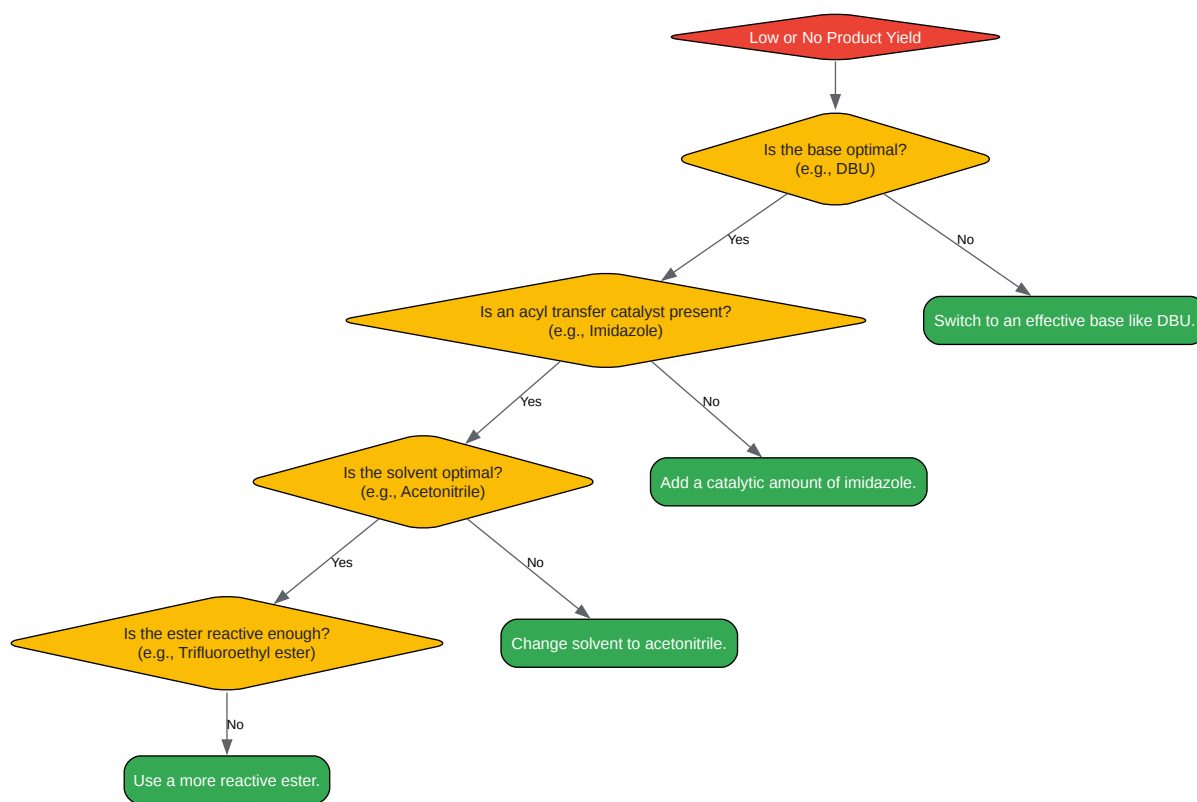 Low or No Product Yield
Is the base optimal?
(e.g., DBU)
Yes
No
Is an acyl transfer catalyst present?
(e.g., Imidazole)
Switch to an effective base like DBU.
Yes
No
Is the solvent optimal?
(e.g., Acetonitrile)
Add a catalytic amount of imidazole.
Yes
No
Is the ester reactive enough?
(e.g., Trifluoroethyl ester)
Change solvent to acetonitrile.
No
Use a more reactive ester.